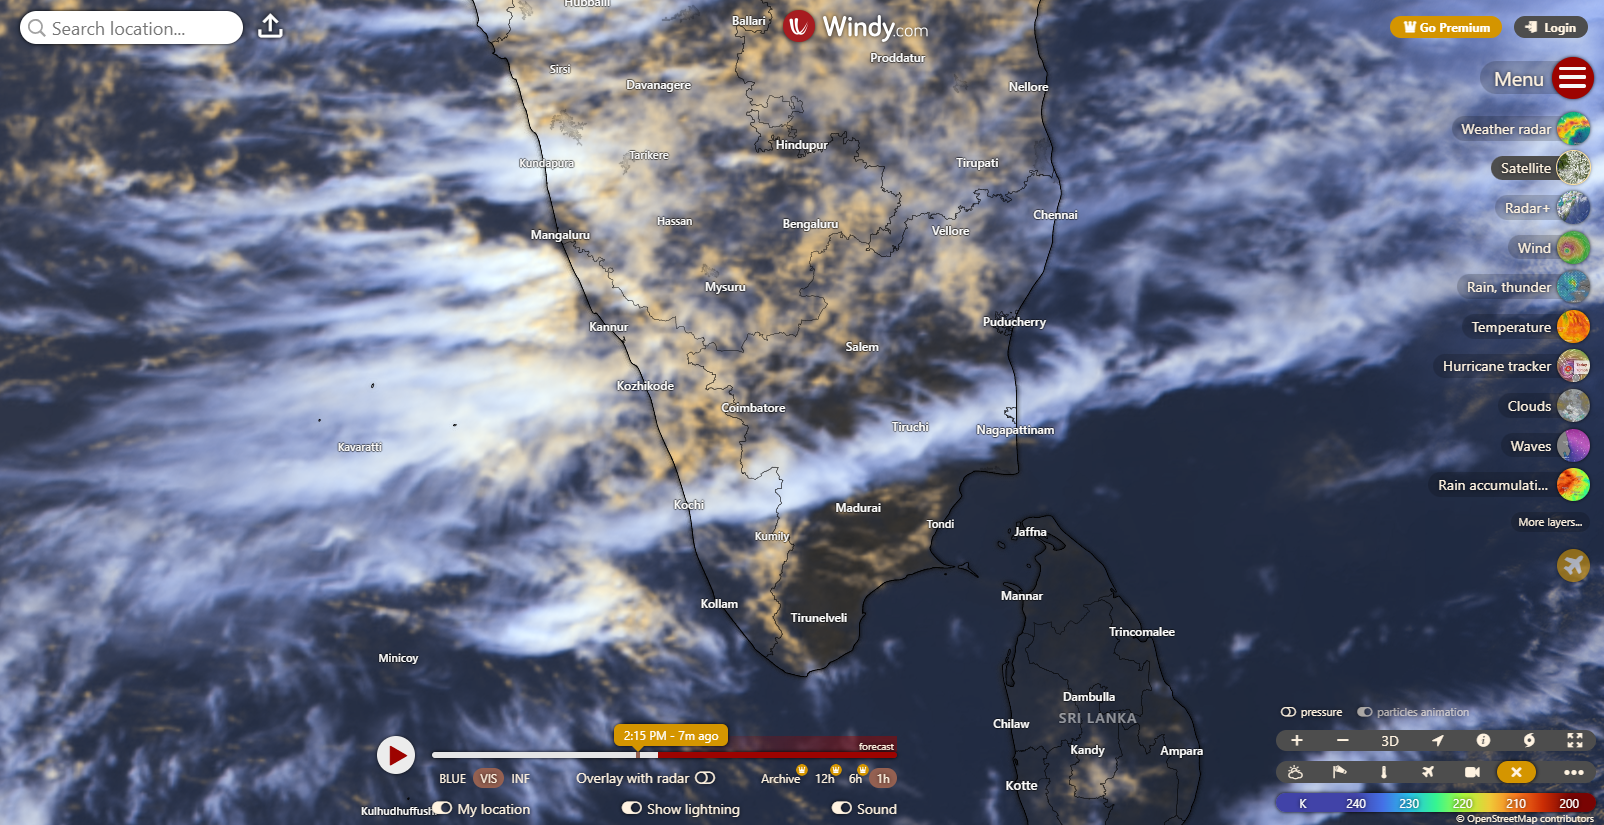 Hubballi
Search location...
Ballari
Windy.com
Go Premium
Login
Proddatur
Sirsi
Davanagere
Nellore
Menu
Weather radar
Hindupur
Kundapura
Tarikere
Tirupati
Satellite
Radar+
Hassan
Bengaluru
Chennai
Mangaluru
Vellore
Wind
Mysuru
Rain, thunder
Kannur
Puducherry
Temperature
Salem
Hurricane tracker
Kozhikode
Coimbatore
Clouds
Tiruchi
Nagapattinam
Kavaratti
Waves
Rain accumulati...
Kochi
Madurai
Tondi
More layers...
Kumily
Jaffna
Mannar
Kollam
Tirunelveli
Trincomalee
Minicoy
Dambulla
SRI LANKA
Chilaw
pressure
particles animation
2:15 PM - 7m ago
forecast
Kandy
Ampara
3D
BLUE VIS INF
Overlay with radar
Archive 12h 6h 1h
Kotte
Kulhudhuffush
My location
Show lightning
Sound
K 240 230 220 210 200
© OpenStreetMap contributors